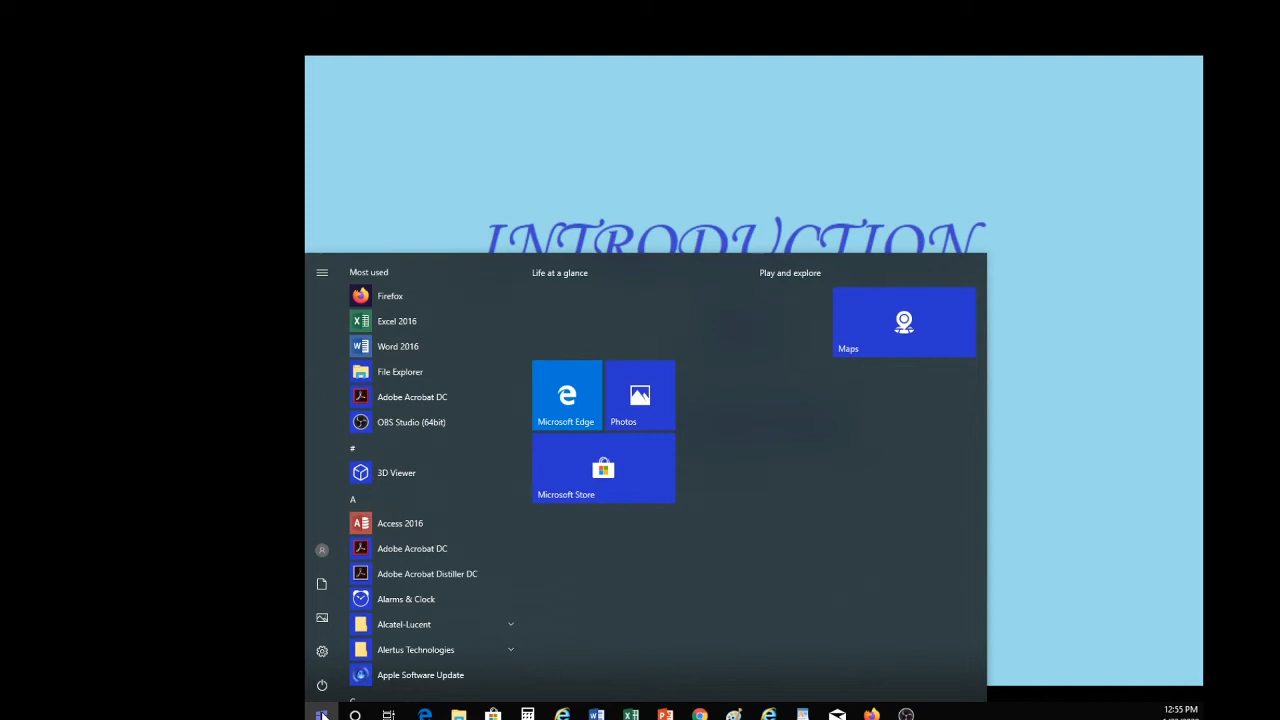 INTRODUCTION
Most used
Life at a glance
Play and explore
Firefox
Excel 2016
Word 2016
File Explorer
Adobe Acrobat DC
OBS Studio (64bit)
#
3D Viewer
A
Access 2016
Adobe Acrobat DC
Adobe Acrobat Distiller DC
Alarms & Clock
Alcatel-Lucent
Alertus Technologies
Apple Software Update
Maps
Microsoft Edge
Photos
Microsoft Store
12:55 PM